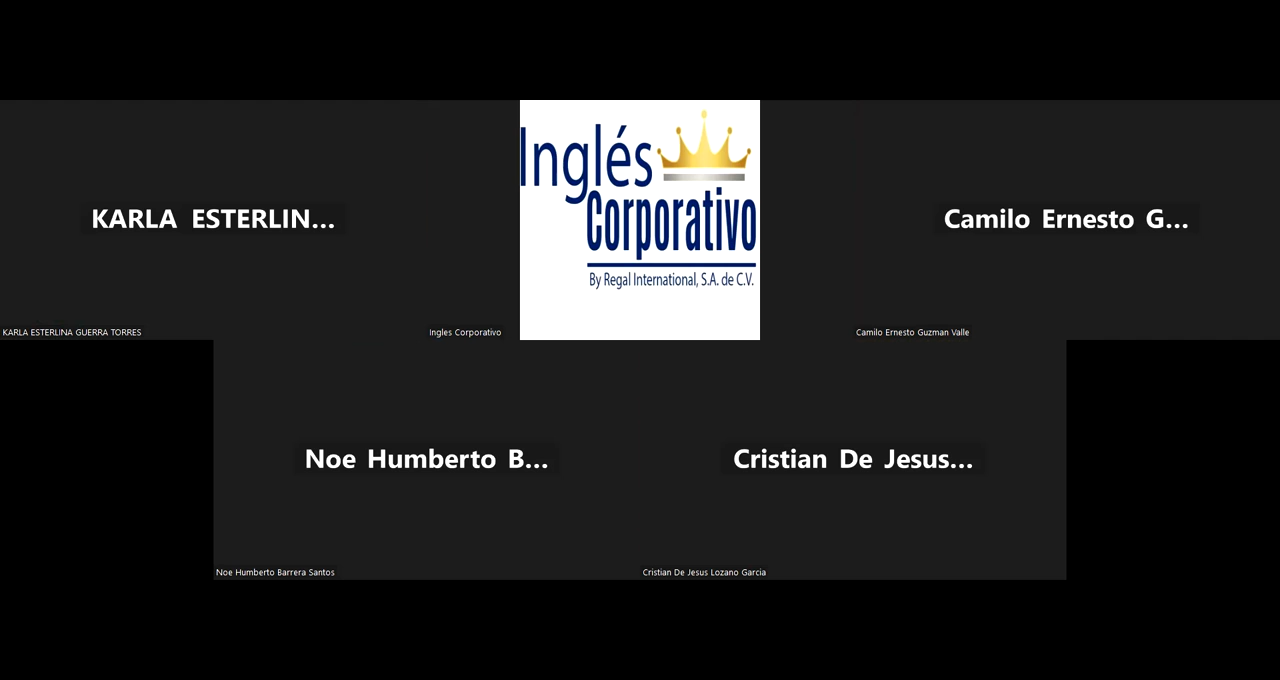 KARLA ESTERLIN...
KARLA ESTERLINA GUERRA TORRES
Inglés
Corporativo
By Regal International, S.A. de C.V.
Ingles Corporativo
Camilo Ernesto G...
Camilo Ernesto Guzman Valle
Noe Humberto B...
Noe Humberto Barrera Santos
Cristian De Jesus...
Cristian De Jesus Lozano Garcia